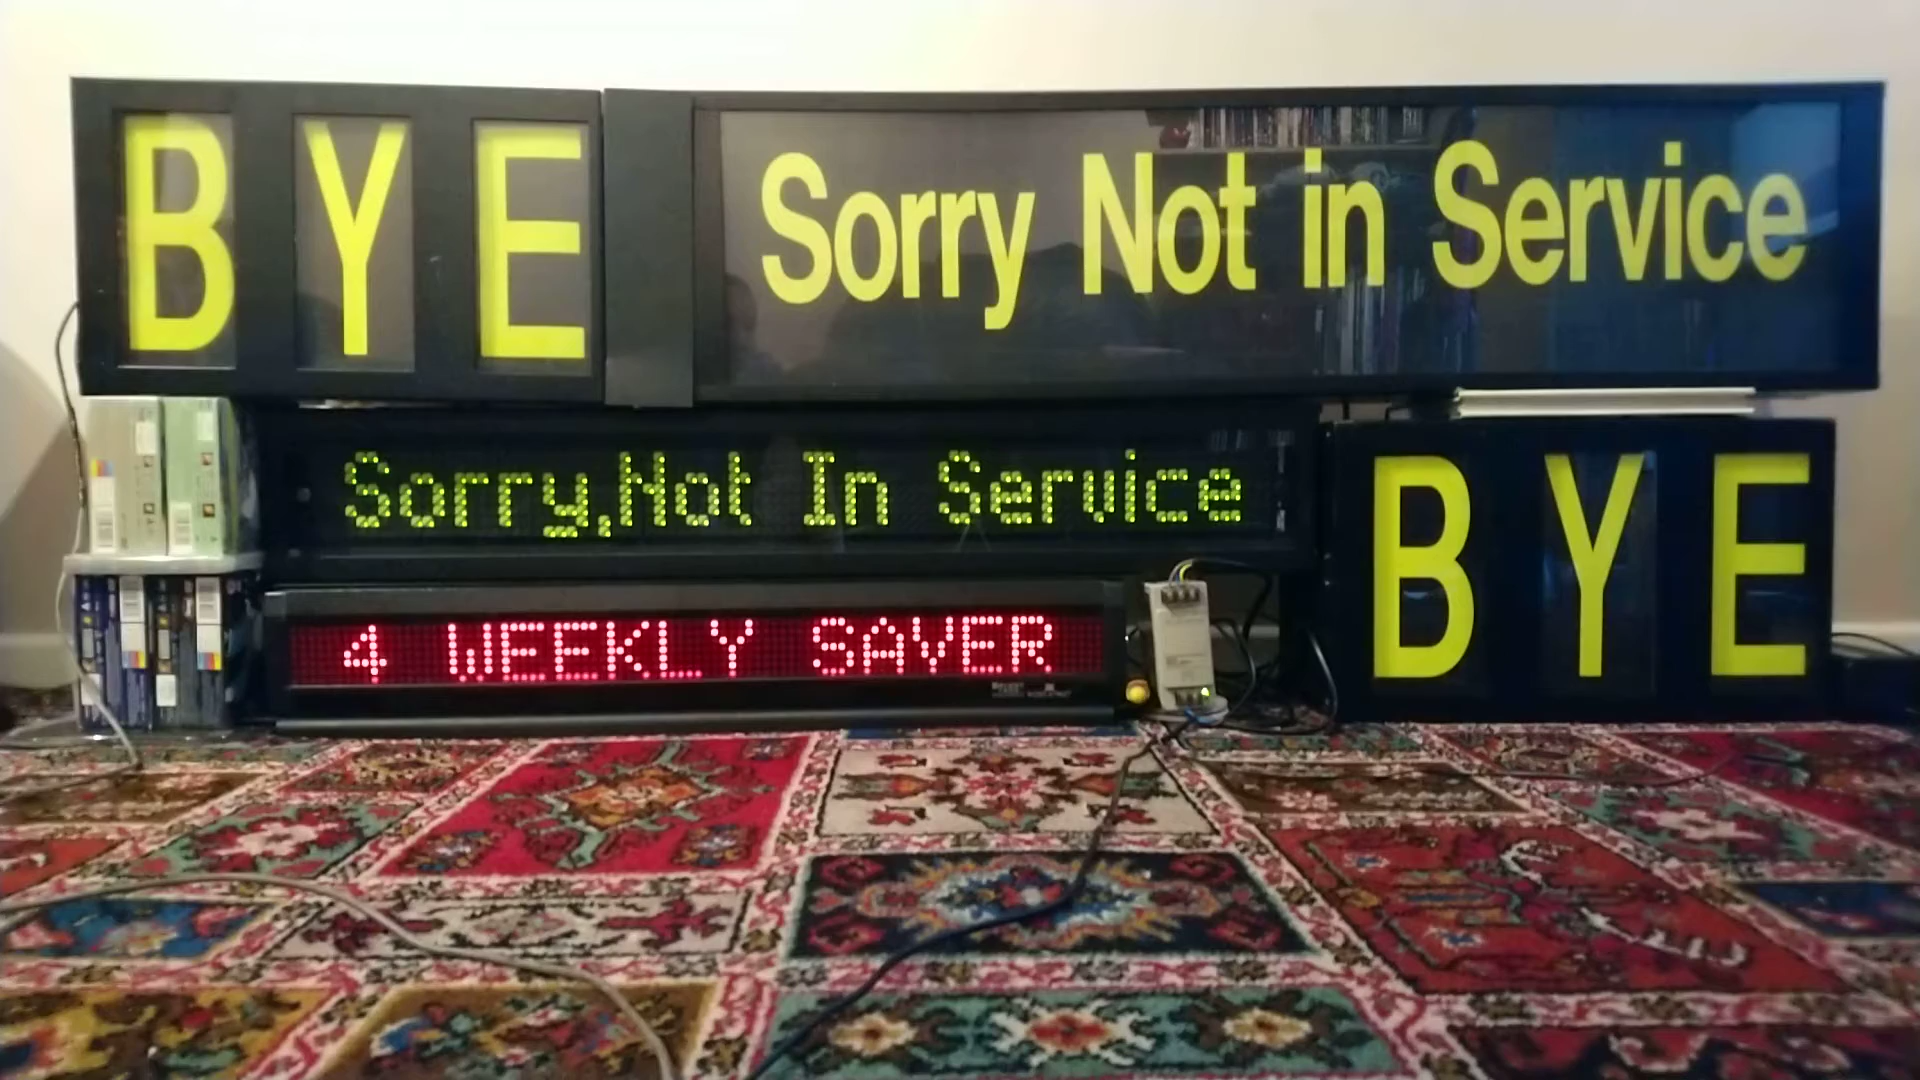 BYE Sorry Not in Service
Sorry,Not In Service
BYE
4 WEEKLY SAVER